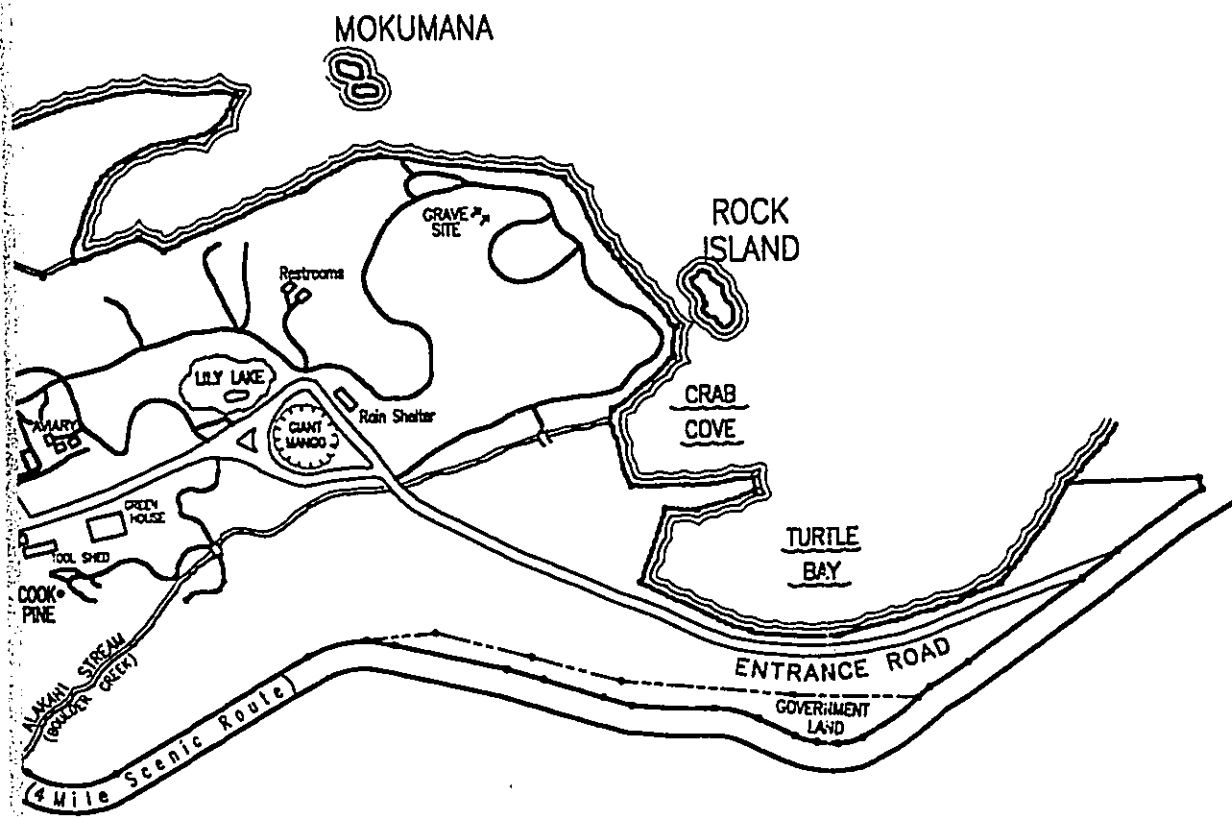 MOKUMANA
ROCK
ISLAND
GRAVE
SITE
Restrooms
LILY LAKE
CRAB
COVE
Rain Shelter
AVIARY
GIANT
MANGO
GREEN
HOUSE
TOOL SHED
TURTLE
BAY
COOK
PINE
ALAKAHI STREAM
(BOULDER CREEK)
ENTRANCE ROAD
GOVERNMENT
LAND
(4 Mile Scenic Route)